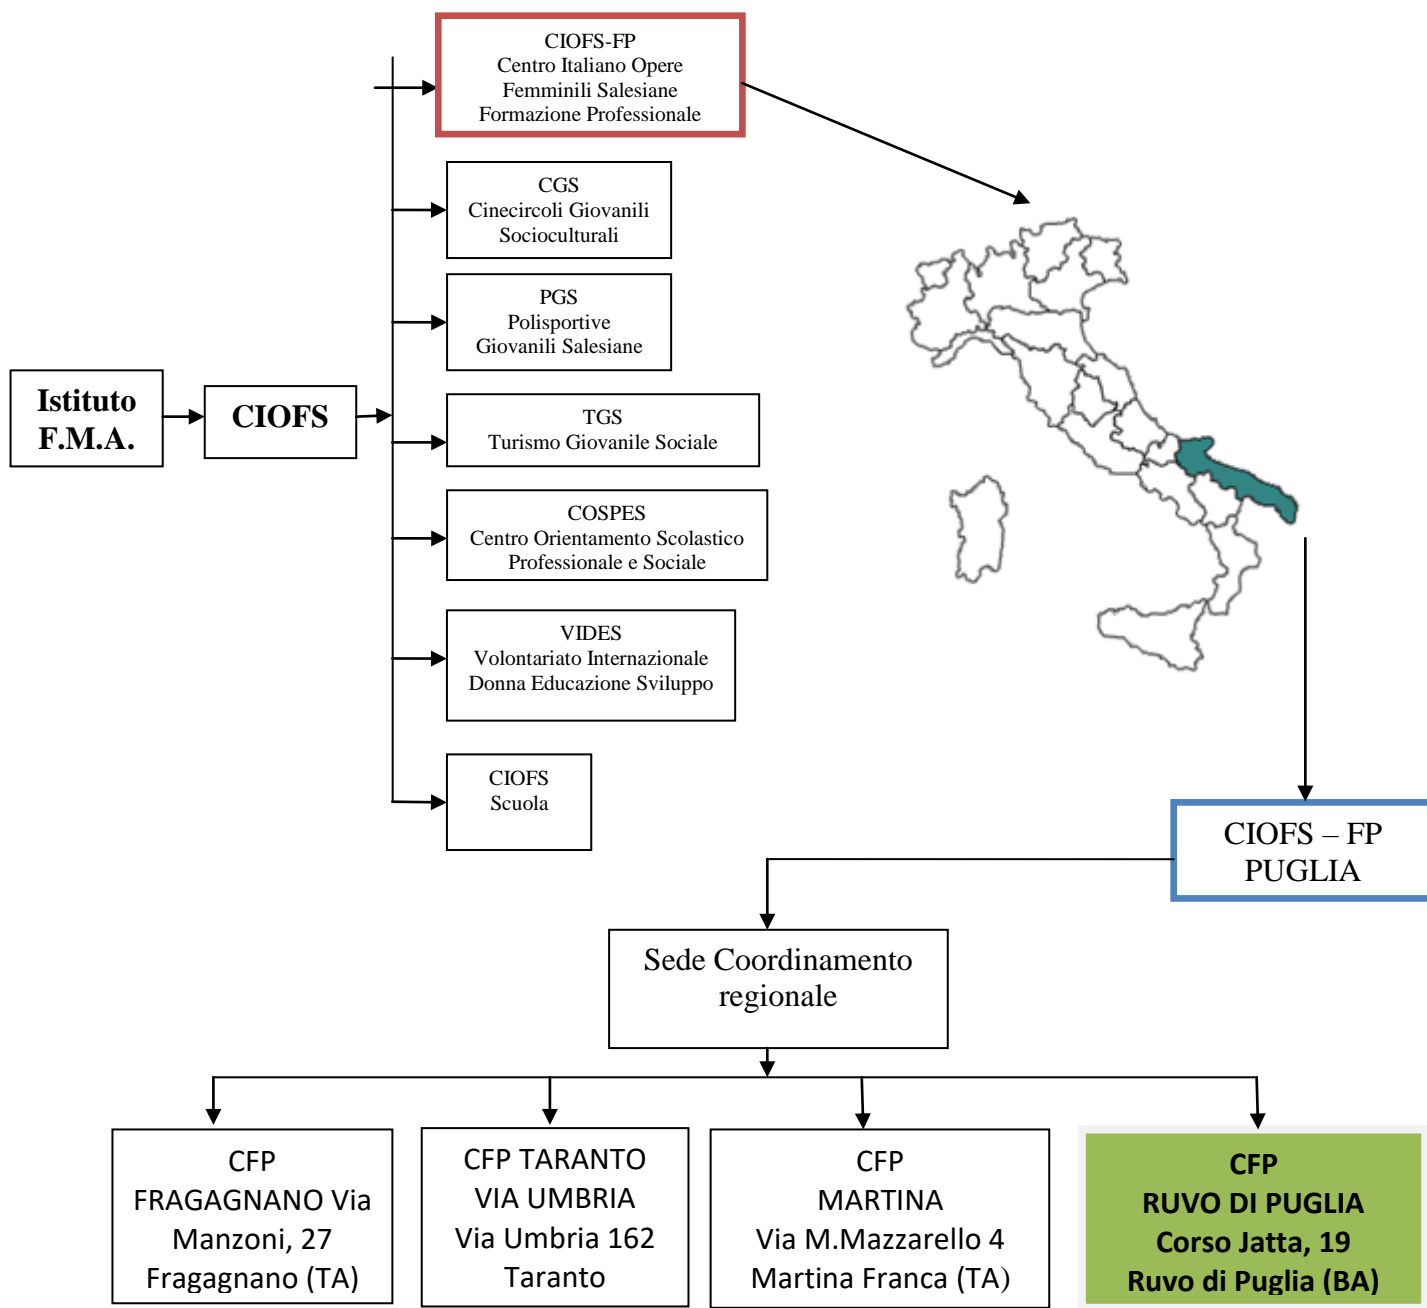 CIOFS-FP
Centro Italiano Opere
Femminili Salesiane
Formazione Professionale
CGS
Cinecircoli Giovanili
Socioculturali
PGS
Polisportive
Giovanili Salesiane
Istituto
F.M.A.
CIOFS
TGS
Turismo Giovanile Sociale
COSPES
Centro Orientamento Scolastico
Professionale e Sociale
VIDES
Volontariato Internazionale
Donna Educazione Sviluppo
CIOFS
Scuola
CIOFS – FP
PUGLIA
Sede Coordinamento
regionale
CFP
FRAGAGNANO Via
Manzoni, 27
Fragagnano (TA)
CFP TARANTO
VIA UMBRIA
Via Umbria 162
Taranto
CFP
MARTINA
Via M.Mazzarello 4
Martina Franca (TA)
CFP
RUVO DI PUGLIA
Corso Jatta, 19
Ruvo di Puglia (BA)